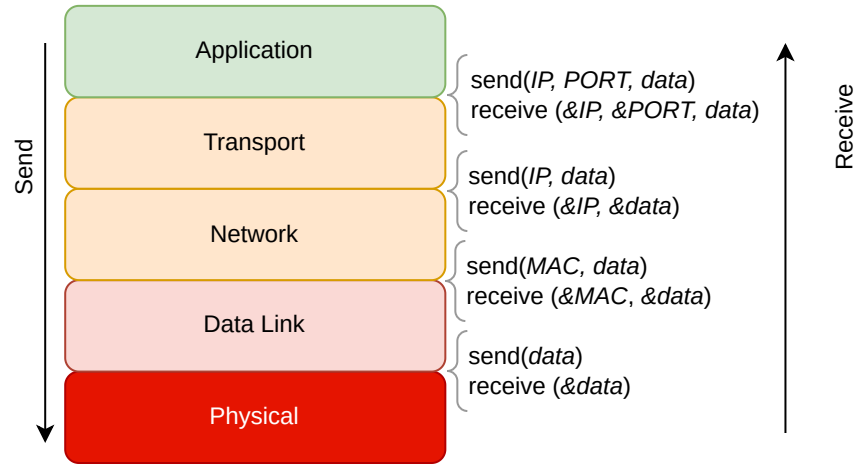 Application
send(IP, PORT, data)
receive (&IP, &PORT, data)
Transport
send(IP, data)
receive (&IP, &data)
Network
send(MAC, data)
receive (&MAC, &data)
Data Link
send(data)
receive (&data)
Physical
Send
Receive